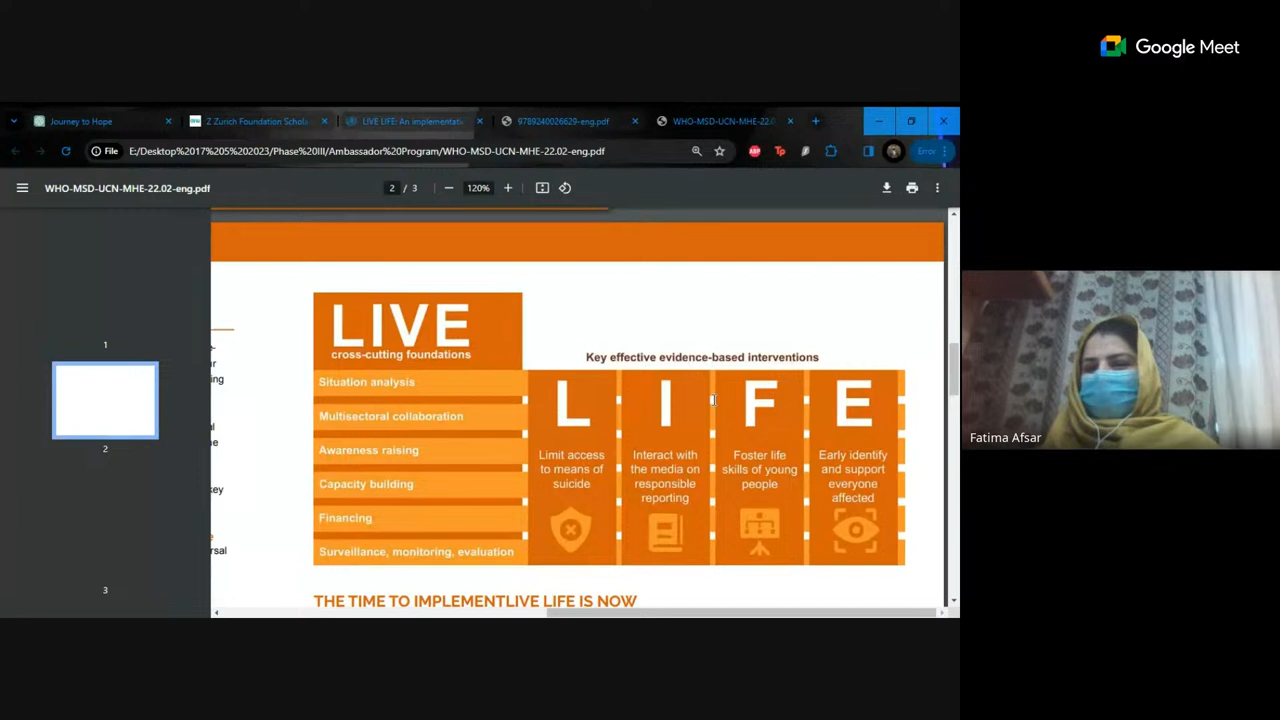 Google Meet
Journey to Hope
Z Zurich Foundation Schola
LIVE LIFE: An implementatio
9789240026629-eng.pdf
WHO-MSD-UCN-MHE-22.0
File
E:/Desktop%2017%205%202023/Phase%20III/Ambassador%20Program/WHO-MSD-UCN-MHE-22.02-eng.pdf
ABP
Tp
Error
WHO-MSD-UCN-MHE-22.02-eng.pdf
2 / 3
120%
1
2
3
LIVE
cross-cutting foundations
Situation analysis
Multisectoral collaboration
Awareness raising
Capacity building
Financing
Surveillance, monitoring, evaluation
Key effective evidence-based interventions
L
Limit access
to means of
suicide
I
Interact with
the media on
responsible
reporting
F
Foster life
skills of young
people
E
Early identify
and support
everyone
affected
THE TIME TO IMPLEMENTLIVE LIFE IS NOW
Fatima Afsar